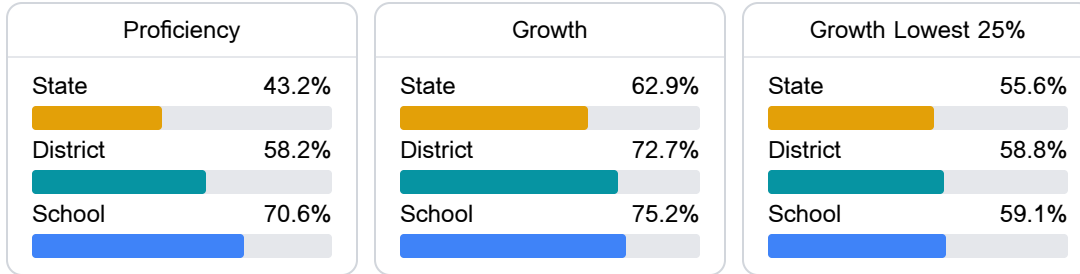 Proficiency
State 43.2%
District 58.2%
School 70.6%
Growth
State 62.9%
District 72.7%
School 75.2%
Growth Lowest 25%
State 55.6%
District 58.8%
School 59.1%